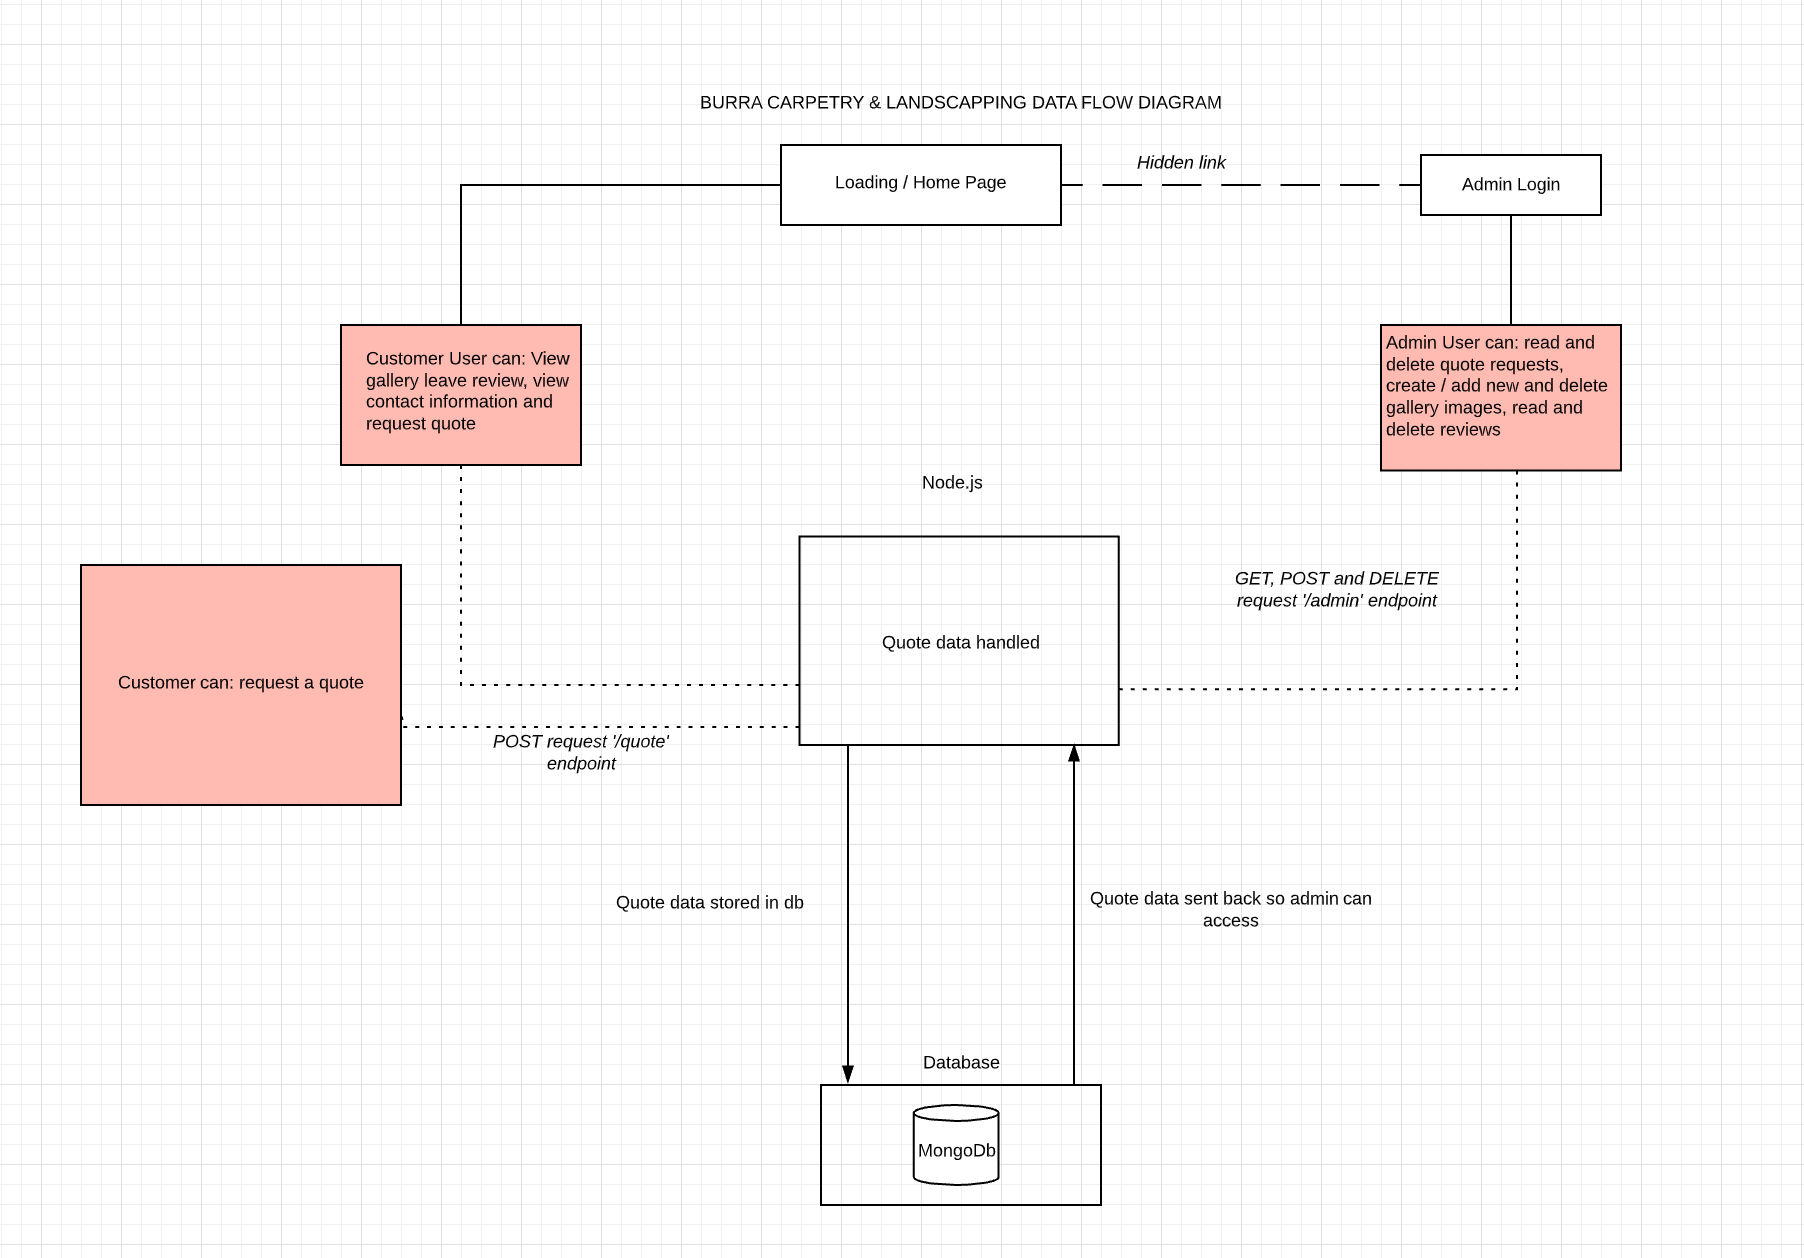 BURRA CARPETRY & LANDSCAPPING DATA FLOW DIAGRAM
Loading / Home Page
Hidden link
Admin Login
Customer User can: View
gallery leave review, view
contact information and
request quote
Admin User can: read and
delete quote requests,
create / add new and delete
gallery images, read and
delete reviews
Node.js
Quote data handled
GET, POST and DELETE
request '/admin' endpoint
Customer can: request a quote
POST request '/quote'
endpoint
Quote data stored in db
Quote data sent back so admin can
access
Database
MongoDb